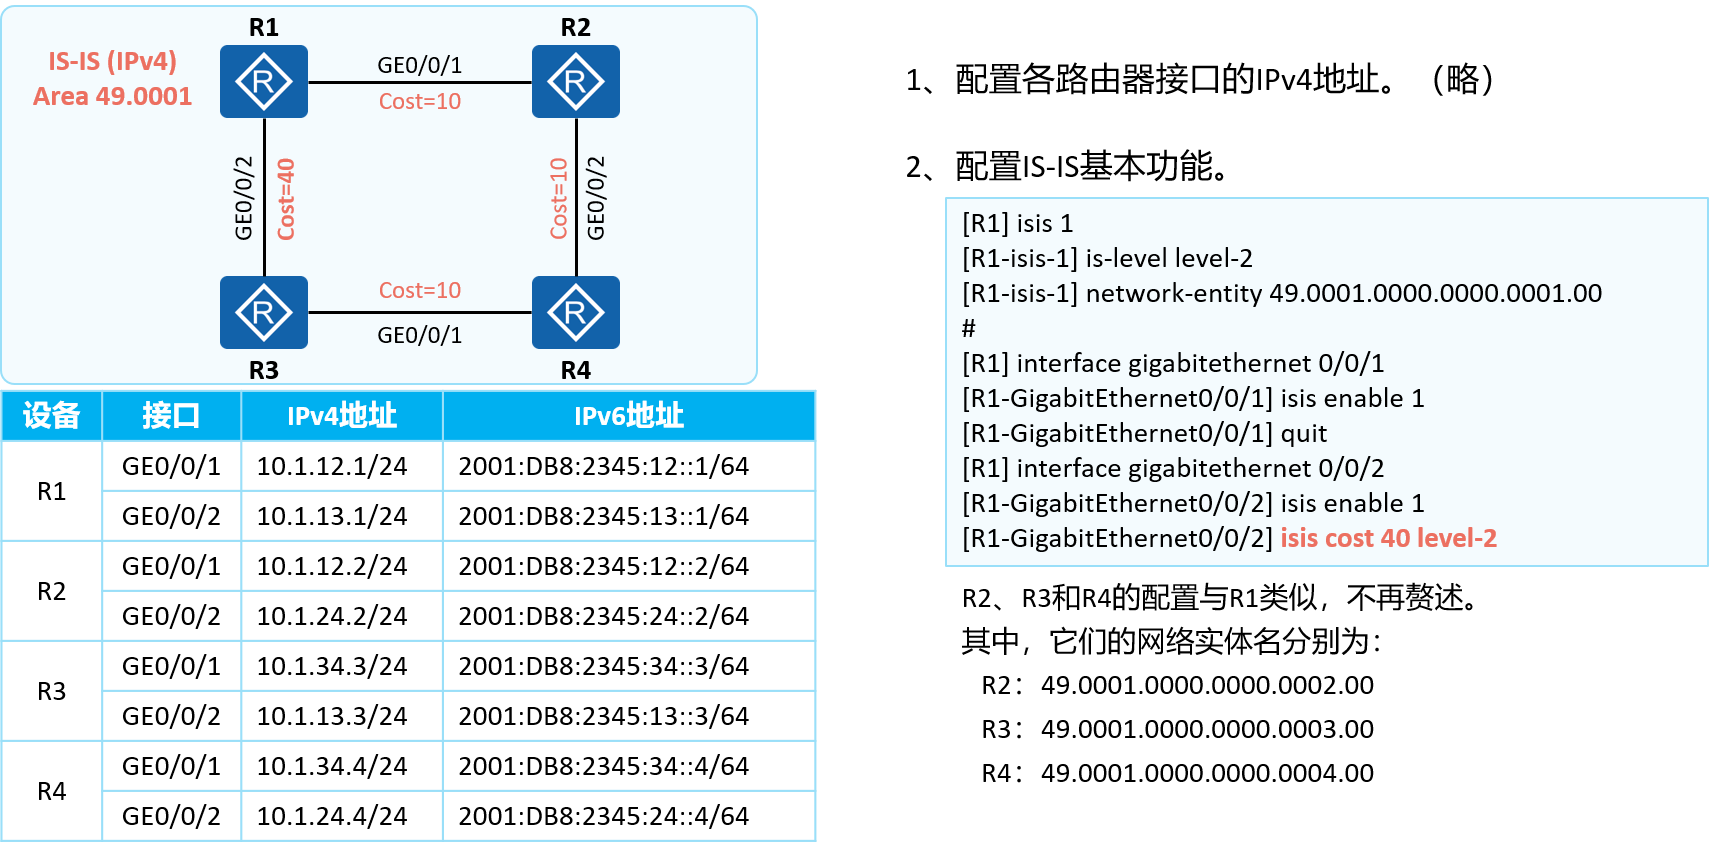 R1
R2
IS-IS (IPv4)
Area 49.0001
GE0/0/1
Cost=10
GE0/0/2
Cost=40
Cost=10
GE0/0/2
Cost=10
GE0/0/1
R3
R4
设备 接口 IPv4地址 IPv6地址
R1
GE0/0/1 10.1.12.1/24 2001:DB8:2345:12::1/64
GE0/0/2 10.1.13.1/24 2001:DB8:2345:13::1/64
R2
GE0/0/1 10.1.12.2/24 2001:DB8:2345:12::2/64
GE0/0/2 10.1.24.2/24 2001:DB8:2345:24::2/64
R3
GE0/0/1 10.1.34.3/24 2001:DB8:2345:34::3/64
GE0/0/2 10.1.13.3/24 2001:DB8:2345:13::3/64
R4
GE0/0/1 10.1.34.4/24 2001:DB8:2345:34::4/64
GE0/0/2 10.1.24.4/24 2001:DB8:2345:24::4/64
1、配置各路由器接口的IPv4地址。（略）
2、配置IS-IS基本功能。
[R1] isis 1
[R1-isis-1] is-level level-2
[R1-isis-1] network-entity 49.0001.0000.0000.0001.00
#
[R1] interface gigabitethernet 0/0/1
[R1-GigabitEthernet0/0/1] isis enable 1
[R1-GigabitEthernet0/0/1] quit
[R1] interface gigabitethernet 0/0/2
[R1-GigabitEthernet0/0/2] isis enable 1
[R1-GigabitEthernet0/0/2] isis cost 40 level-2
R2、R3和R4的配置与R1类似，不再赘述。
其中，它们的网络实体名分别为：
R2：49.0001.0000.0000.0002.00
R3：49.0001.0000.0000.0003.00
R4：49.0001.0000.0000.0004.00